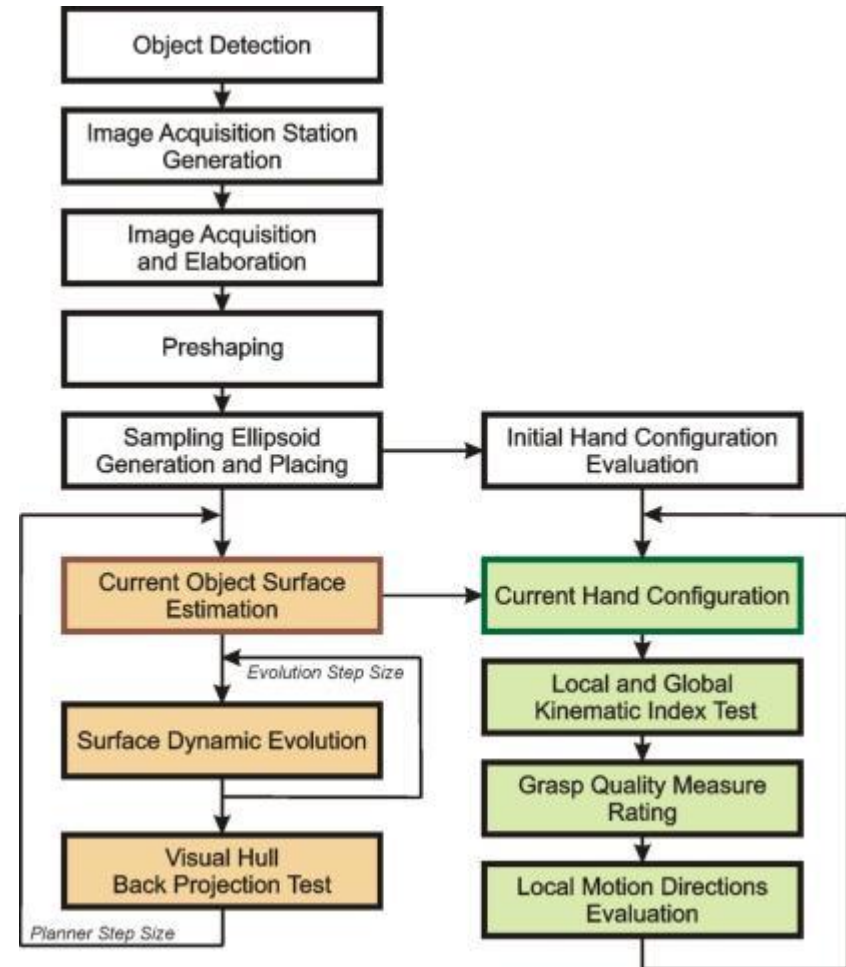 Object Detection
Image Acquisition Station
Generation
Image Acquisition
and Elaboration
Preshaping
Sampling Ellipsoid
Generation and Placing
Initial Hand Configuration
Evaluation
Current Object Surface
Estimation
Current Hand Configuration
Evolution Step Size
Local and Global
Kinematic Index Test
Surface Dynamic Evolution
Grasp Quality Measure
Rating
Visual Hull
Back Projection Test
Local Motion Directions
Evaluation
Planner Step Size